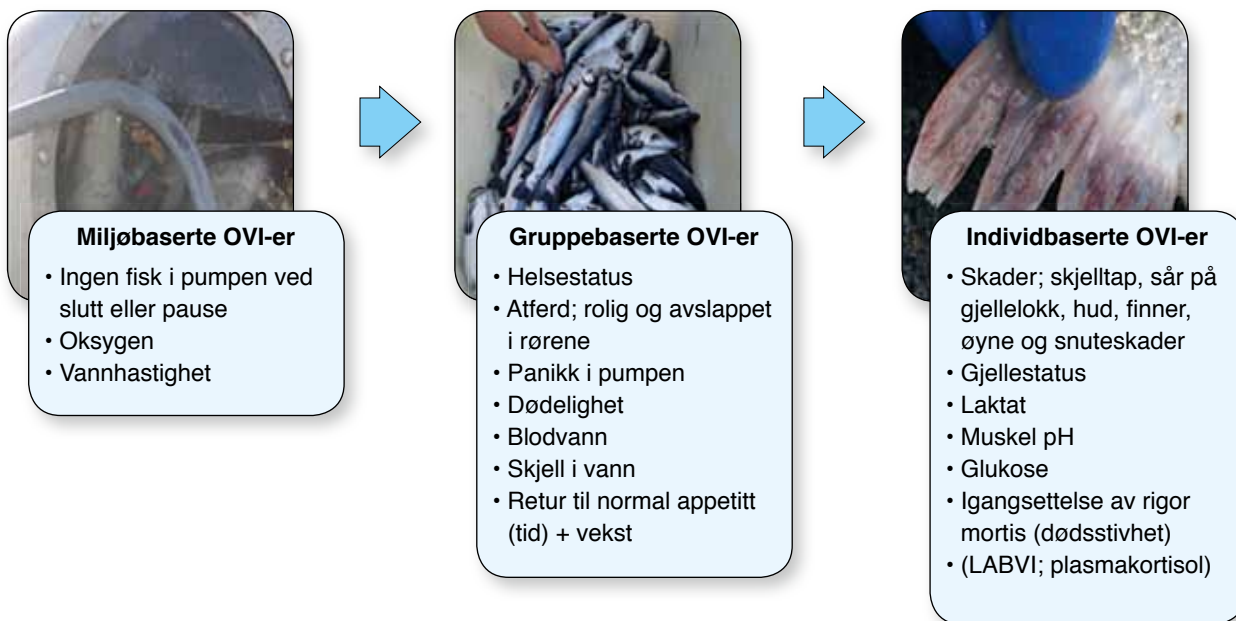 Miljøbaserte OVI-er
• Ingen fisk i pumpen ved
slutt eller pause
• Oksygen
• Vannhastighet
Gruppebaserte OVI-er
• Helsestatus
• Atferd; rolig og avslappet
i rørene
• Panikk i pumpen
• Dødelighet
• Blodvann
• Skjell i vann
• Retur til normal appetitt
(tid) + vekst
Individbaserte OVI-er
• Skader; skjelltap, sår på
gjellelokk, hud, finner,
øyne og snuteskader
• Gjellestatus
• Laktat
• Muskel pH
• Glukose
• Igangsettelse av rigor
mortis (dødsstivhet)
• (LABVI; plasmakortisol)